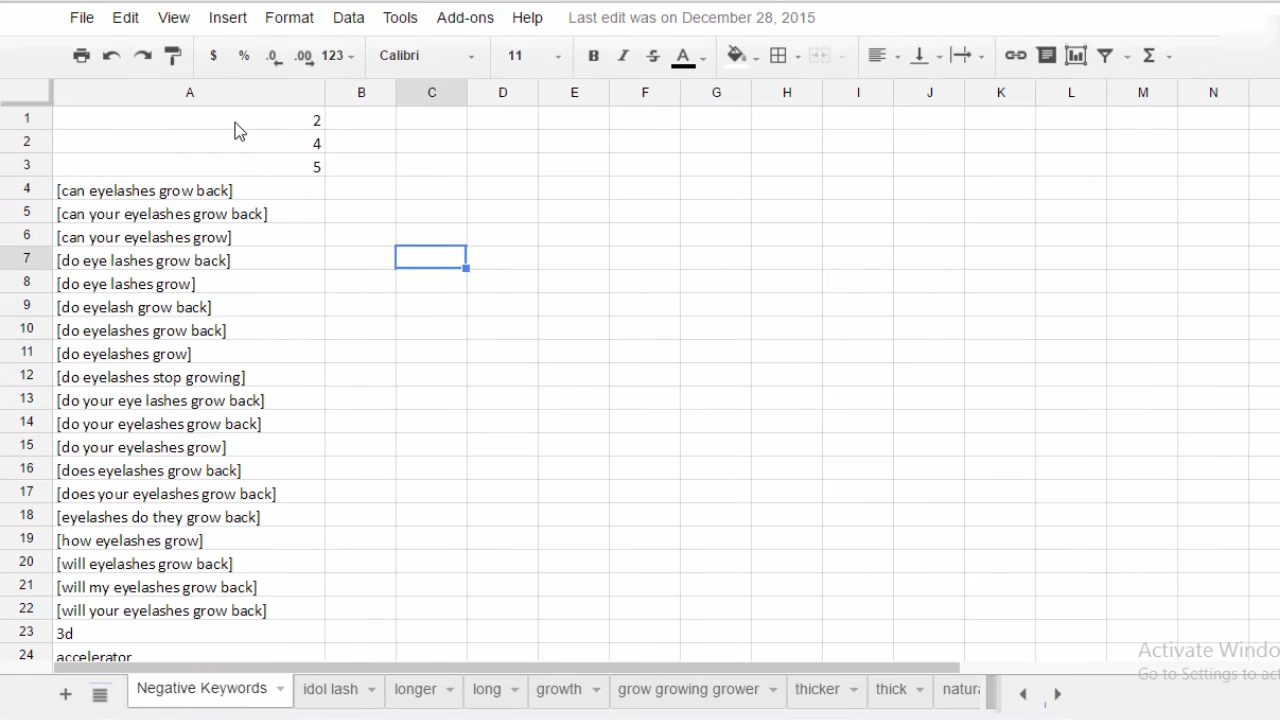 File Edit View Insert Format Data Tools Add-ons Help Last edit was on December 28, 2015
$ % .0 .00 123 Calibri 11 B I S A Σ
A B C D E F G H I J K L M N
1 2
2 4
3 5
4 [can eyelashes grow back]
5 [can your eyelashes grow back]
6 [can your eyelashes grow]
7 [do eye lashes grow back]
8 [do eye lashes grow]
9 [do eyelash grow back]
10 [do eyelashes grow back]
11 [do eyelashes grow]
12 [do eyelashes stop growing]
13 [do your eye lashes grow back]
14 [do your eyelashes grow back]
15 [do your eyelashes grow]
16 [does eyelashes grow back]
17 [does your eyelashes grow back]
18 [eyelashes do they grow back]
19 [how eyelashes grow]
20 [will eyelashes grow back]
21 [will my eyelashes grow back]
22 [will your eyelashes grow back]
23 3d
24 accelerator
Activate Windo
Go to Settings to act
+ Negative Keywords idol lash longer long growth grow growing grower thicker thick natur